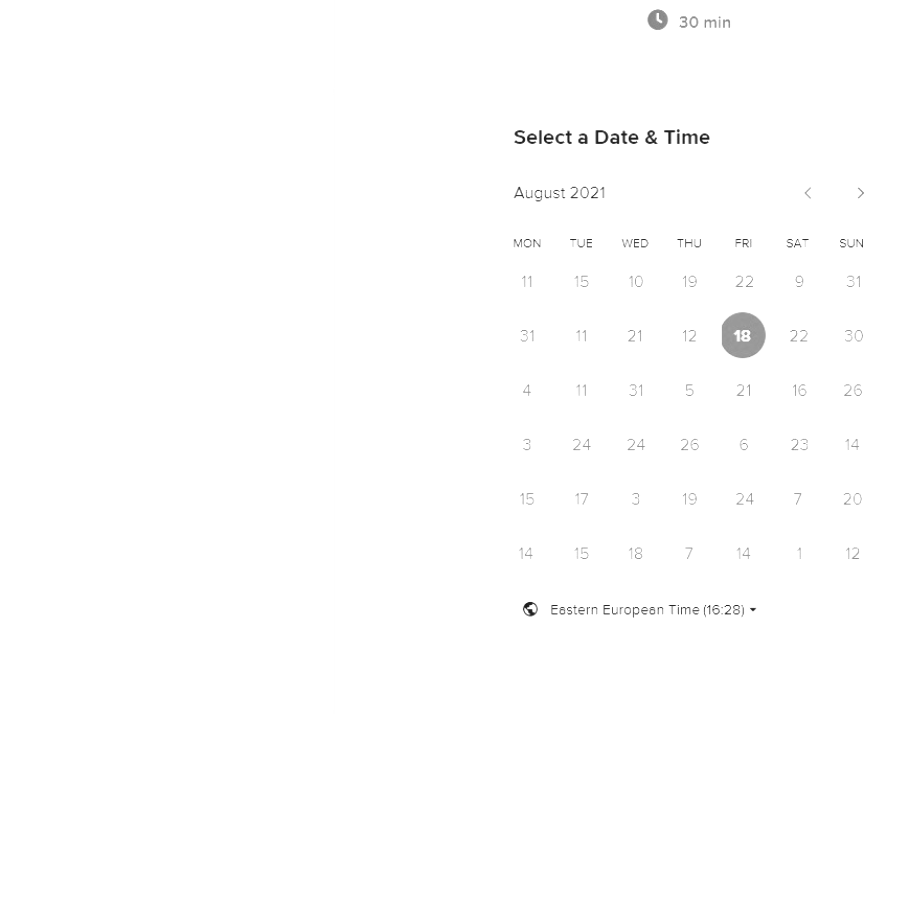 30 min
Select a Date & Time
August 2021
MON TUE WED THU FRI SAT SUN
11 15 10 19 22 9 31
31 11 21 12 18 22 30
4 11 31 5 21 16 26
3 24 24 26 6 23 14
15 17 3 19 24 7 20
14 15 18 7 14 1 12
Eastern European Time (16:28)